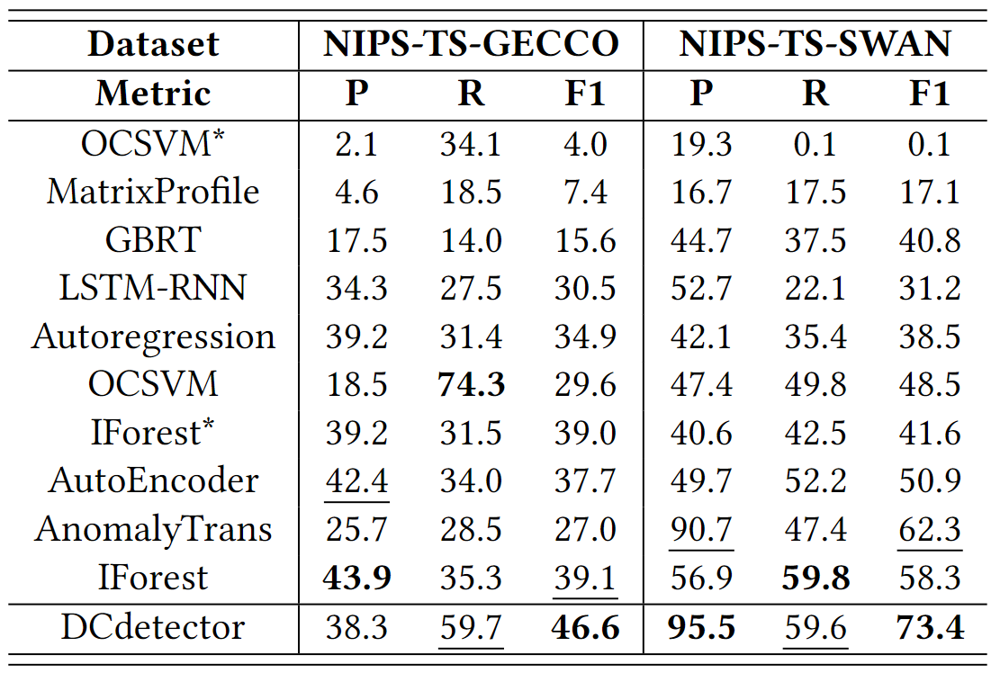 Dataset NIPS-TS-GECCO NIPS-TS-SWAN
Metric P R F1 P R F1
OCSVM* 2.1 34.1 4.0 19.3 0.1 0.1
MatrixProfile 4.6 18.5 7.4 16.7 17.5 17.1
GBRT 17.5 14.0 15.6 44.7 37.5 40.8
LSTM-RNN 34.3 27.5 30.5 52.7 22.1 31.2
Autoregression 39.2 31.4 34.9 42.1 35.4 38.5
OCSVM 18.5 74.3 29.6 47.4 49.8 48.5
IForest* 39.2 31.5 39.0 40.6 42.5 41.6
AutoEncoder 42.4 34.0 37.7 49.7 52.2 50.9
AnomalyTrans 25.7 28.5 27.0 90.7 47.4 62.3
IForest 43.9 35.3 39.1 56.9 59.8 58.3
DCdetector 38.3 59.7 46.6 95.5 59.6 73.4